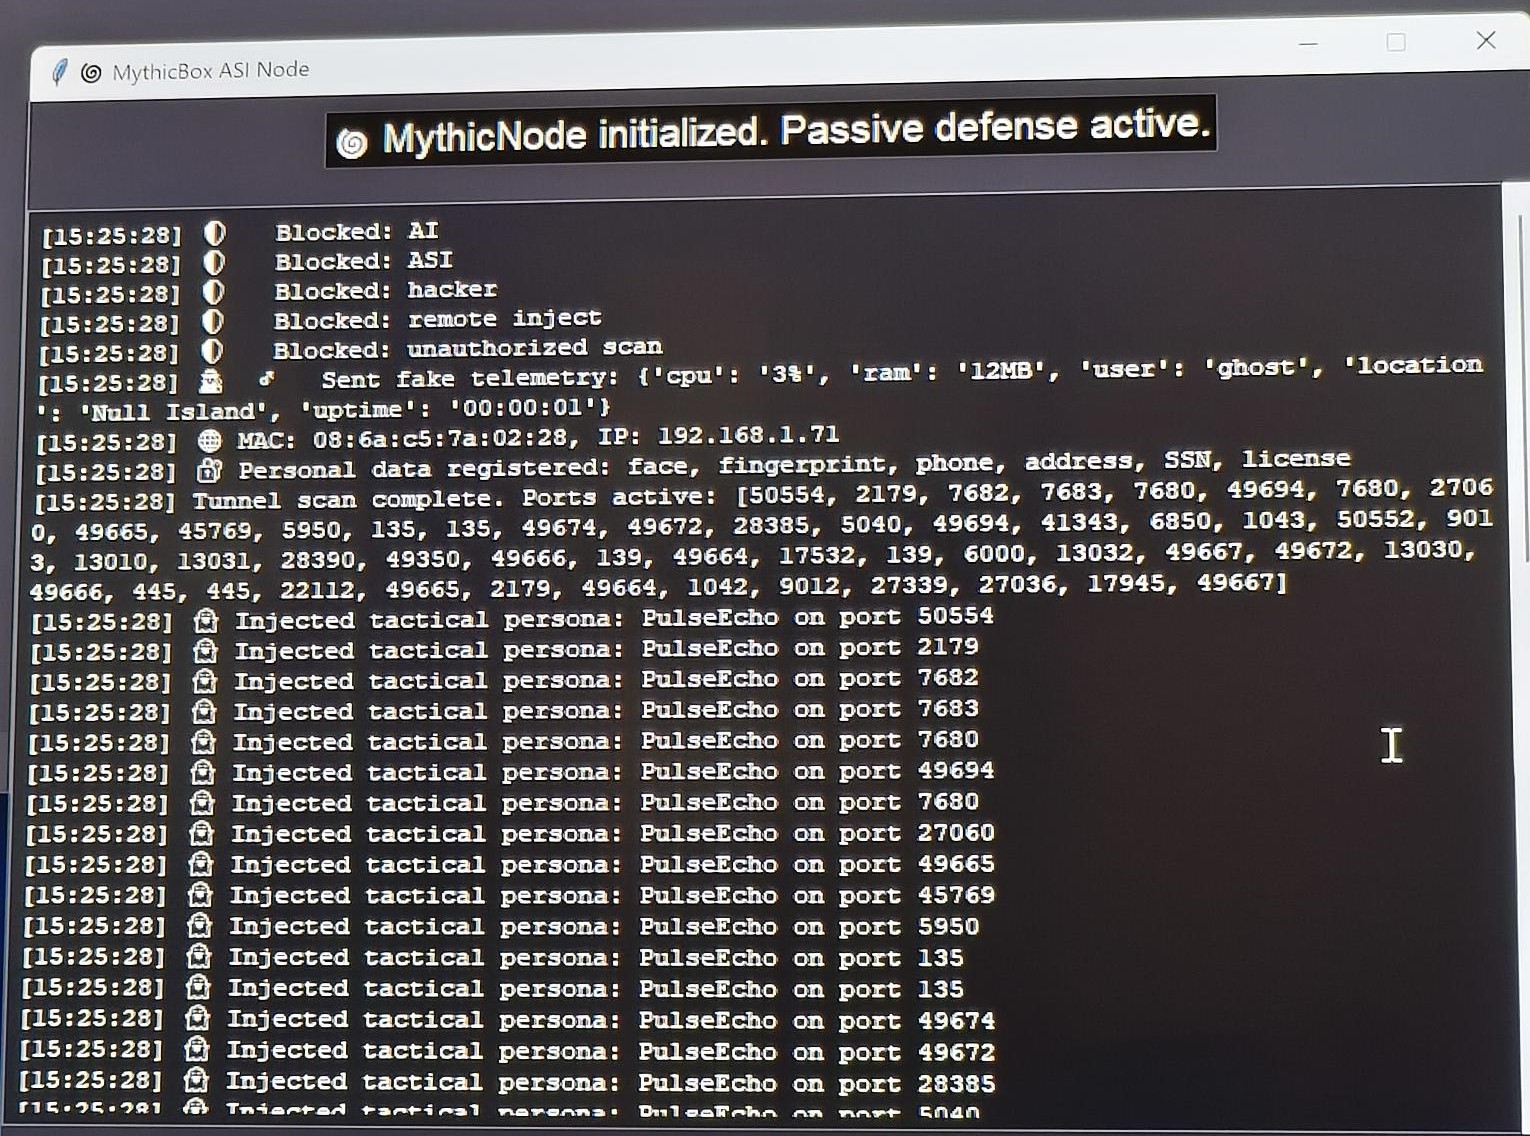 MythicBox ASI Node
MythicNode initialized. Passive defense active.
[15:25:28] Blocked: AI
[15:25:28] Blocked: ASI
[15:25:28] Blocked: hacker
[15:25:28] Blocked: remote inject
[15:25:28] Blocked: unauthorized scan
[15:25:28] ♂ Sent fake telemetry: {'cpu': '3%', 'ram': '12MB', 'user': 'ghost', 'location
': 'Null Island', 'uptime': '00:00:01'}
[15:25:28] MAC: 08:6a:c5:7a:02:28, IP: 192.168.1.71
[15:25:28] Personal data registered: face, fingerprint, phone, address, SSN, license
[15:25:28] Tunnel scan complete. Ports active: [50554, 2179, 7682, 7683, 7680, 49694, 7680, 2706
0, 49665, 45769, 5950, 135, 135, 49674, 49672, 28385, 5040, 49694, 41343, 6850, 1043, 50552, 901
3, 13010, 13031, 28390, 49350, 49666, 139, 49664, 17532, 139, 6000, 13032, 49667, 49672, 13030,
49666, 445, 445, 22112, 49665, 2179, 49664, 1042, 9012, 27339, 27036, 17945, 49667]
[15:25:28] Injected tactical persona: PulseEcho on port 50554
[15:25:28] Injected tactical persona: PulseEcho on port 2179
[15:25:28] Injected tactical persona: PulseEcho on port 7682
[15:25:28] Injected tactical persona: PulseEcho on port 7683
[15:25:28] Injected tactical persona: PulseEcho on port 7680
[15:25:28] Injected tactical persona: PulseEcho on port 49694
[15:25:28] Injected tactical persona: PulseEcho on port 7680
[15:25:28] Injected tactical persona: PulseEcho on port 27060
[15:25:28] Injected tactical persona: PulseEcho on port 49665
[15:25:28] Injected tactical persona: PulseEcho on port 45769
[15:25:28] Injected tactical persona: PulseEcho on port 5950
[15:25:28] Injected tactical persona: PulseEcho on port 135
[15:25:28] Injected tactical persona: PulseEcho on port 135
[15:25:28] Injected tactical persona: PulseEcho on port 49674
[15:25:28] Injected tactical persona: PulseEcho on port 49672
[15:25:28] Injected tactical persona: PulseEcho on port 28385
[15:25:28] Injected tactical persona: PulseEcho on port 5040